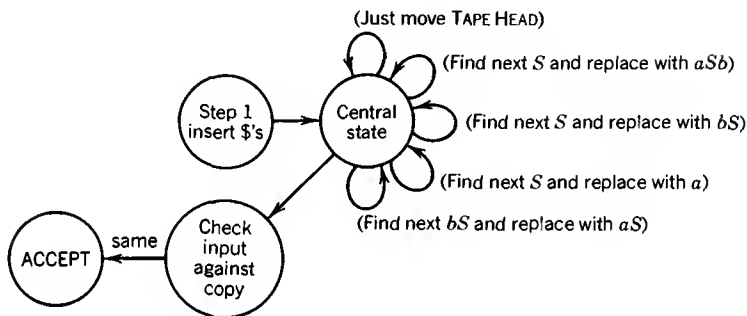 (Just move TAPE HEAD)
(Find next S and replace with aSb)
Step 1
insert $'s
Central
state
(Find next S and replace with bS)
(Find next S and replace with a)
(Find next bS and replace with aS)
Check
input
against
copy
same
ACCEPT